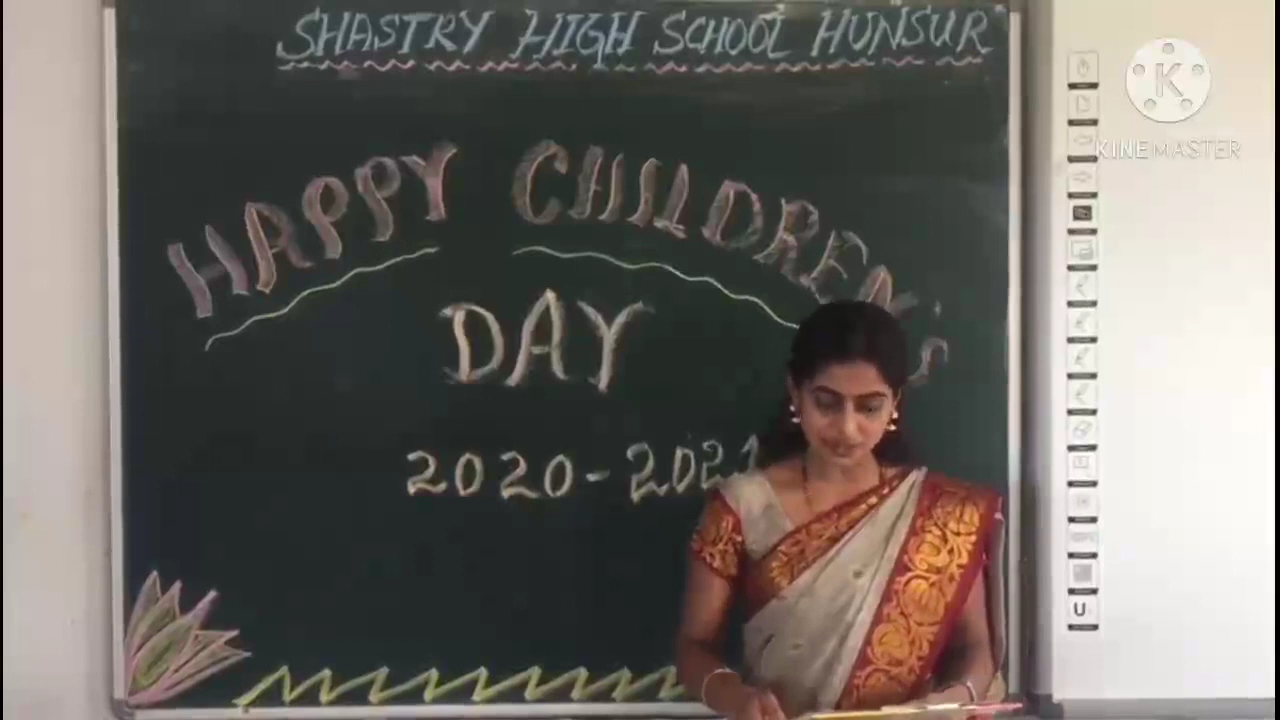 SHASTRY HIGH SCHOOL HUNSUR
K
KINEMASTER
HAPPY CHILDREN'S
DAY
2020-2021
U